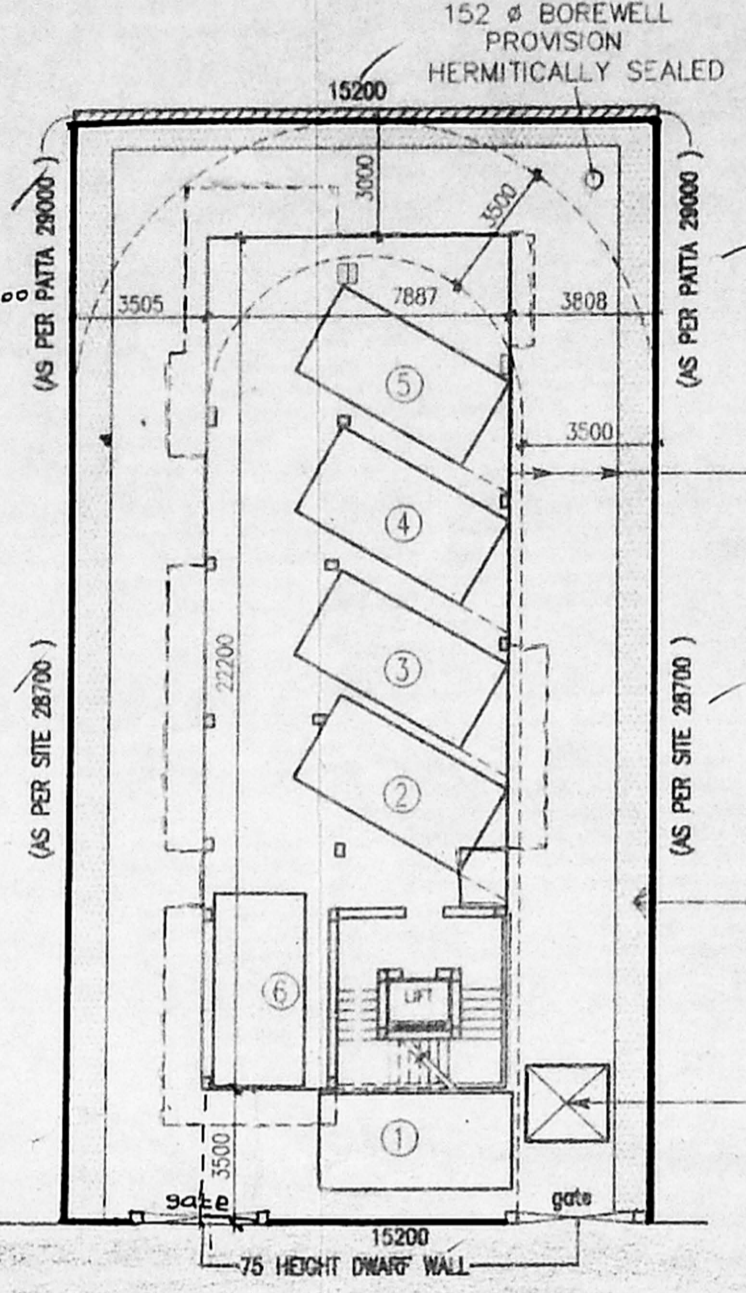 152 ø BOREWELL
PROVISION
HERMITICALLY SEALED
15200
(AS PER PATTA 29000 )
3000
3500
(AS PER PATTA 29000 )
3505
7887
3808
5
3500
4
22200
3
(AS PER SITE 28700 )
(AS PER SITE 28700 )
2
6
LIFT
1
3500
gate
gate
15200
75 HEIGHT DWARF WALL